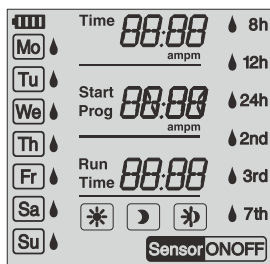 Time 88:88 8h
Mo ampm 12h
Tu
Start
Prog 88:88 24h
We ampm
Th 2nd
Run
Time 88:88 3rd
Fr
Sa 7th
Su
Sensor ONOFF